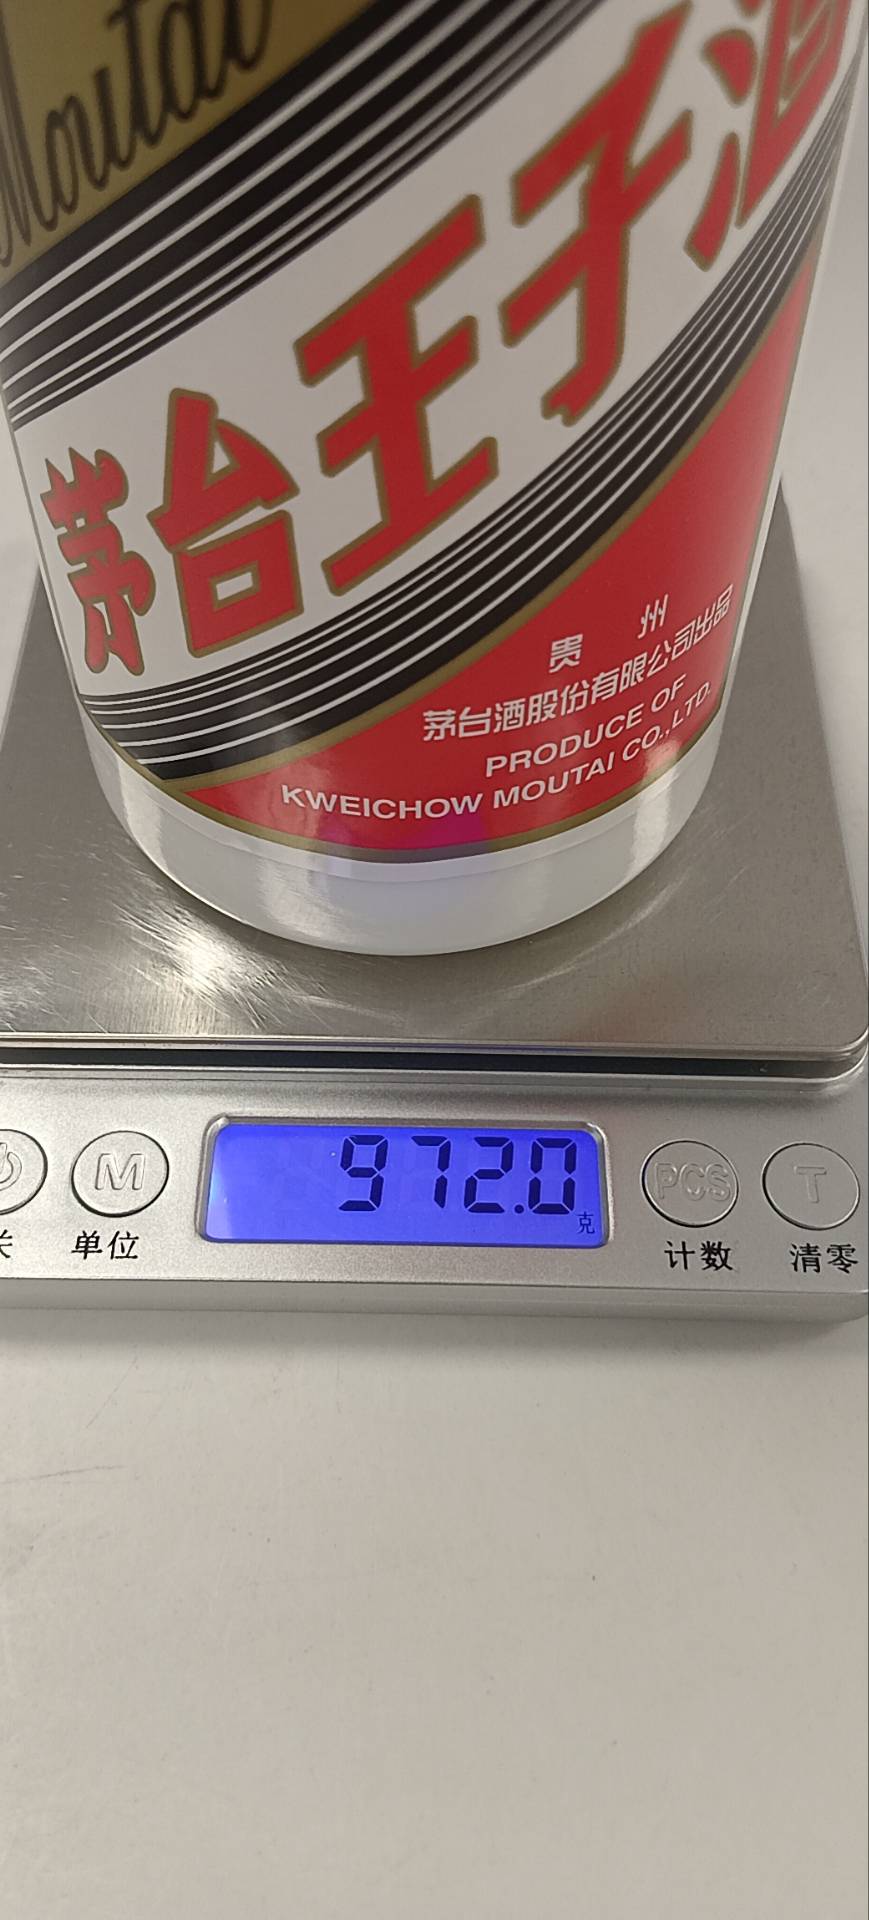 Moutai
茅台王子酒
贵州
茅台酒股份有限公司出品
PRODUCE OF
KWEICHOW MOUTAI CO.,LTD.
972.0
克
M
PCS
T
单位
计数
清零